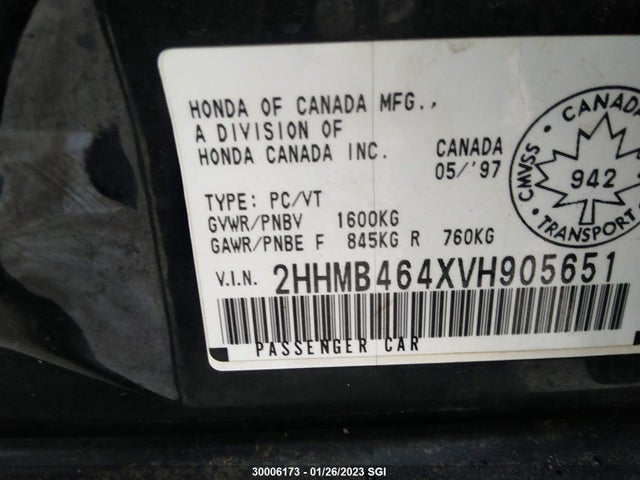 HONDA OF CANADA MFG.,
A DIVISION OF
HONDA CANADA INC.
CANADA
05/'97
TYPE: PC/VT
GVWR/PNBV 1600KG
GAWR/PNBE F 845KG R 760KG
V.I.N. 2HHMB464XVH905651
PASSENGER CAR
CANADA
CMVSS
942
TRANSPORT
30006173 — 01/26/2023 SGI